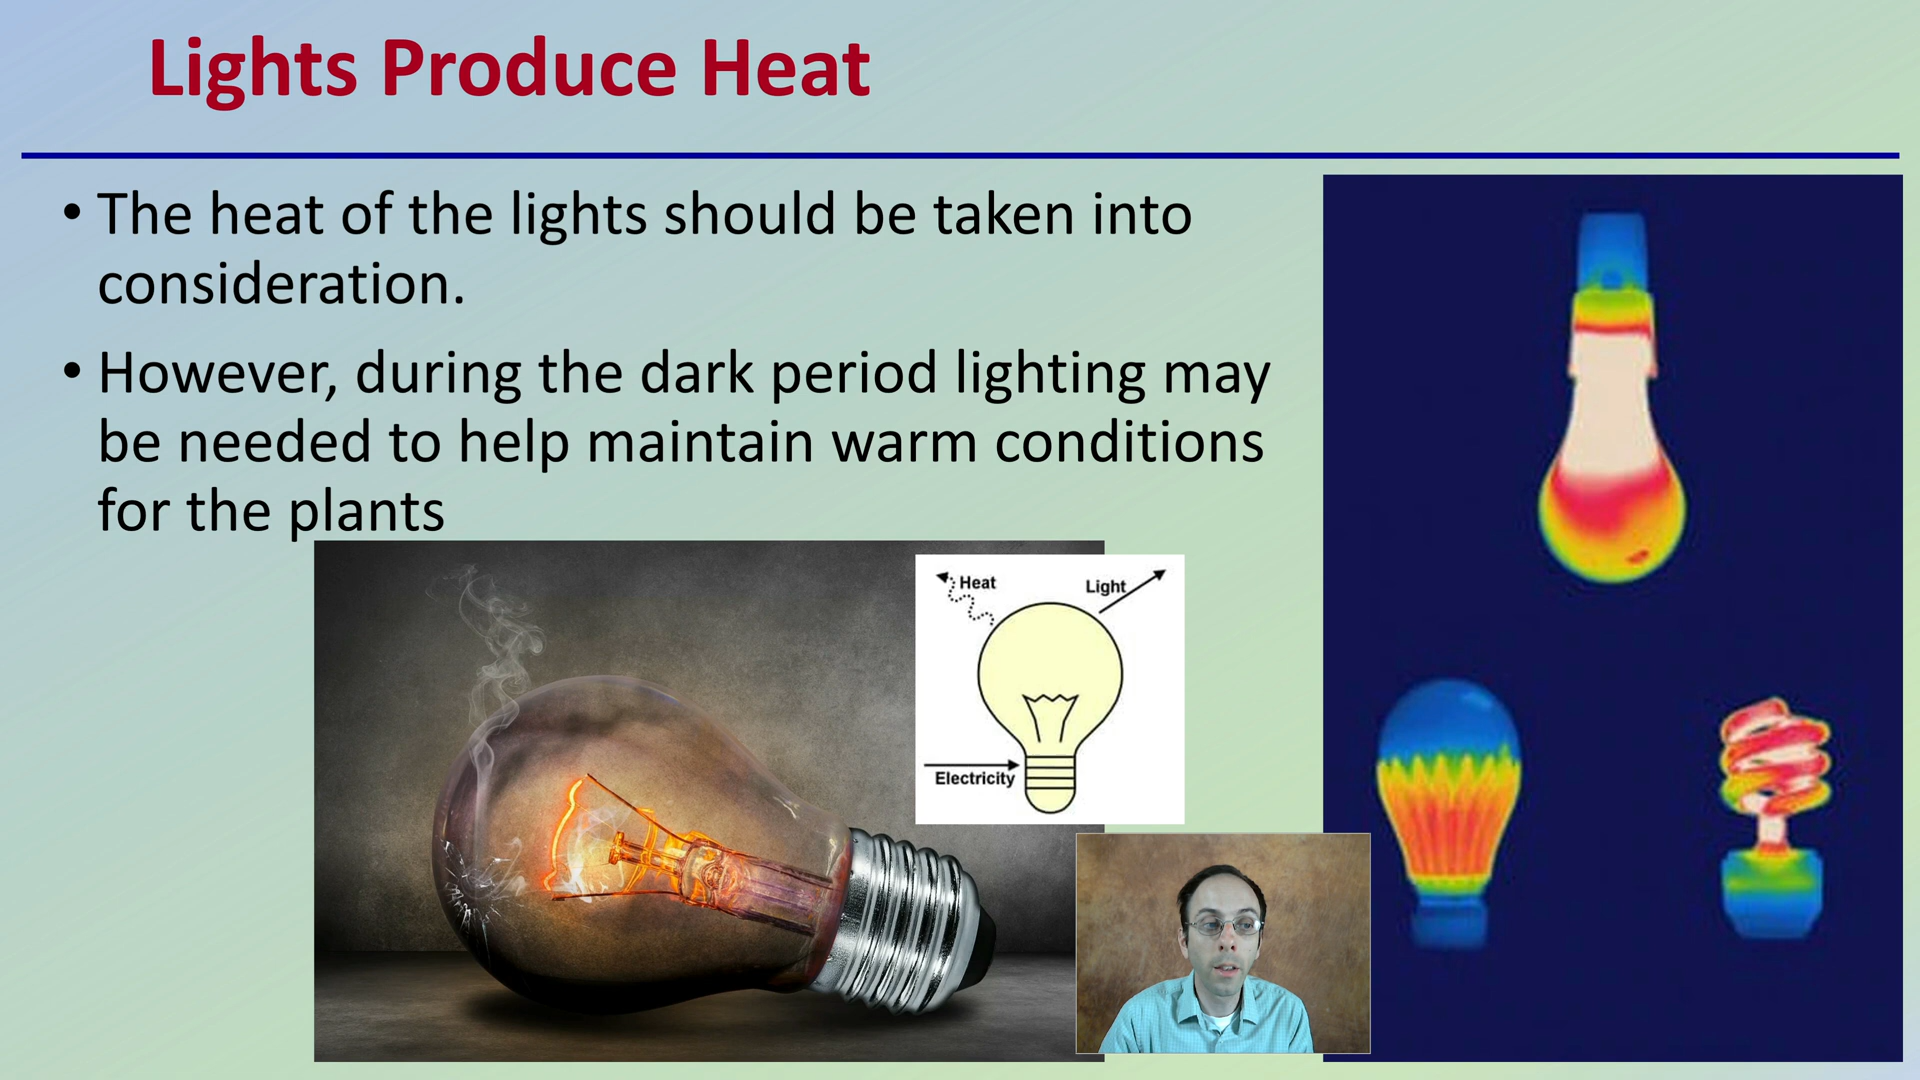 Lights Produce Heat
• The heat of the lights should be taken into
consideration.
• However, during the dark period lighting may
be needed to help maintain warm conditions
for the plants
Heat
Light
Electricity